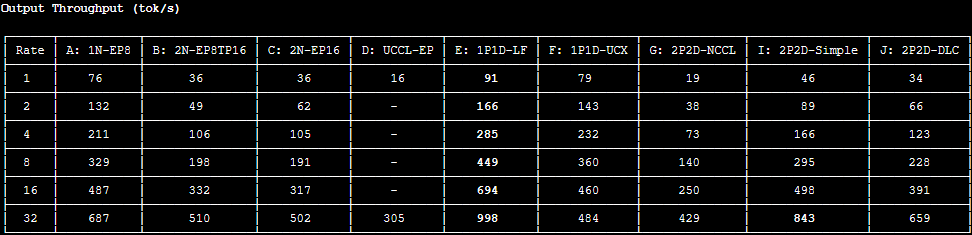 Output Throughput (tok/s)
Rate A: 1N-EP8 B: 2N-EP8TP16 C: 2N-EP16 D: UCCL-EP E: 1P1D-LF F: 1P1D-UCX G: 2P2D-NCCL I: 2P2D-Simple J: 2P2D-DLC
1 76 36 36 16 91 79 19 46 34
2 132 49 62 – 166 143 38 89 66
4 211 106 105 – 285 232 73 166 123
8 329 198 191 – 449 360 140 295 228
16 487 332 317 – 694 460 250 498 391
32 687 510 502 305 998 484 429 843 659